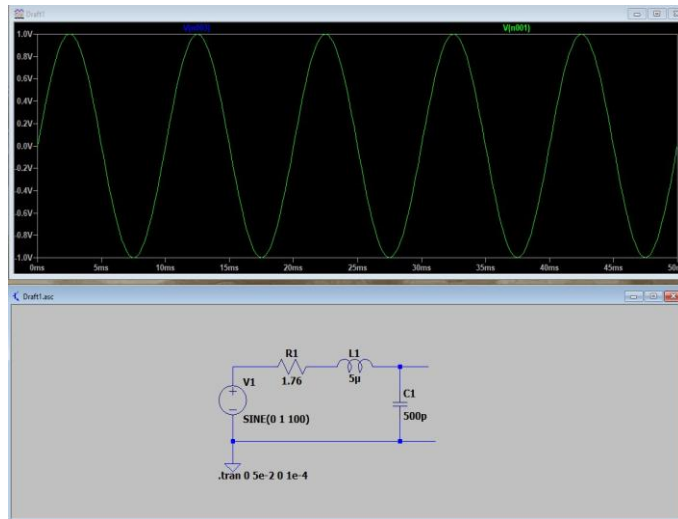 Draft1
V(n003) V(n001)
1.0V
0.8V
0.6V
0.4V
0.2V
0.0V
-0.2V
-0.4V
-0.6V
-0.8V
-1.0V
0ms 5ms 10ms 15ms 20ms 25ms 30ms 35ms 40ms 45ms
Draft1.asc
R1 L1
1.76 5µ
V1 C1
SINE(0 1 100) 500p
.tran 0 5e-2 0 1e-4